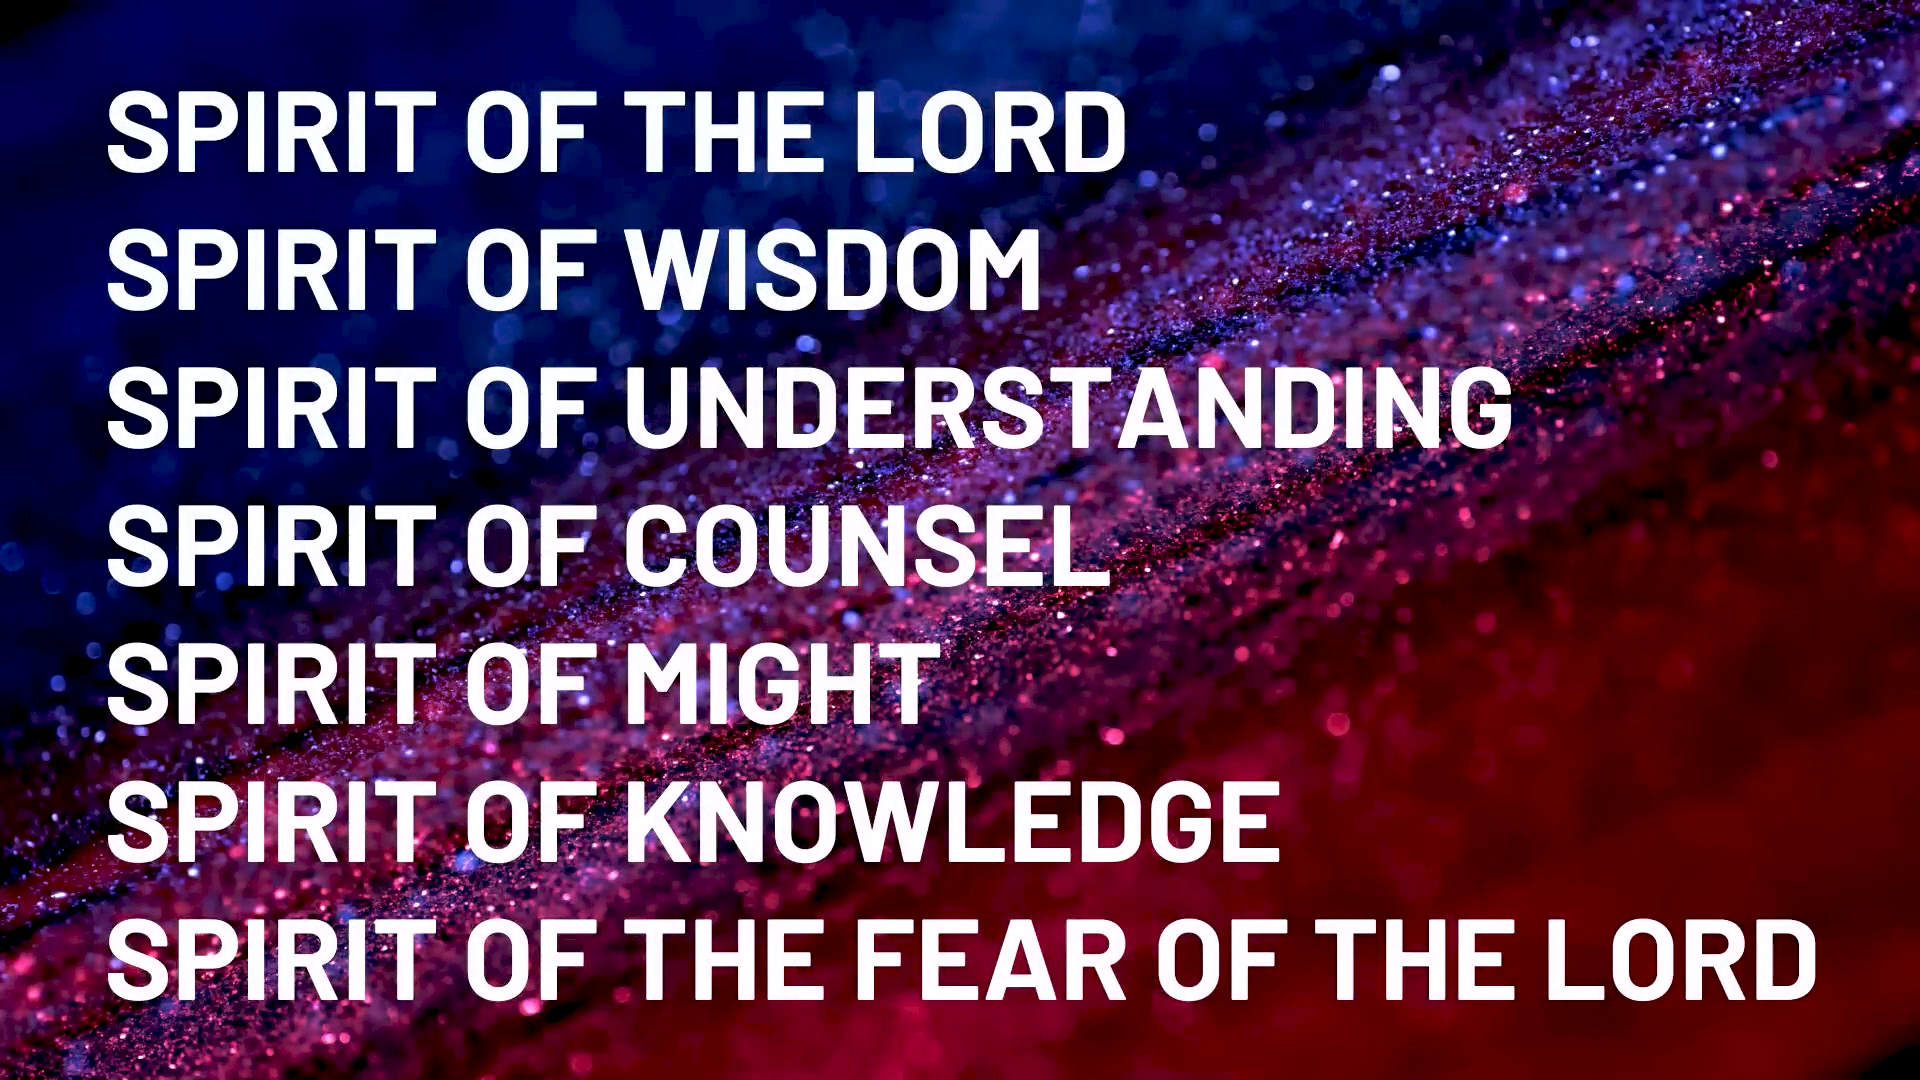 SPIRIT OF THE LORD
SPIRIT OF WISDOM
SPIRIT OF UNDERSTANDING
SPIRIT OF COUNSEL
SPIRIT OF MIGHT
SPIRIT OF KNOWLEDGE
SPIRIT OF THE FEAR OF THE LORD